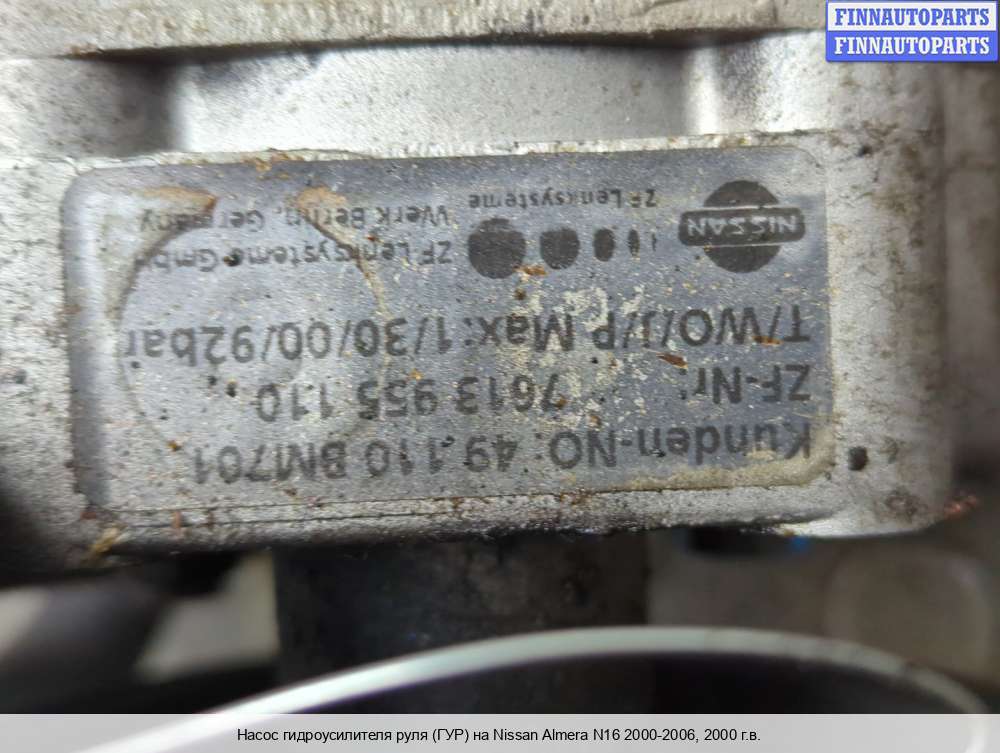 FINNAUTOPARTS
FINNAUTOPARTS
Kunden-NO: 49.110 BM701
ZF-Nr: 7613 955 110
T/WO/J/P Max:1/30/00/92bar
NISSAN
ZF Lenksysteme
ZF Lenksysteme GmbH
Werk Berlin, Germany
Насос гидроусилителя руля (ГУР) на Nissan Almera N16 2000-2006, 2000 г.в.